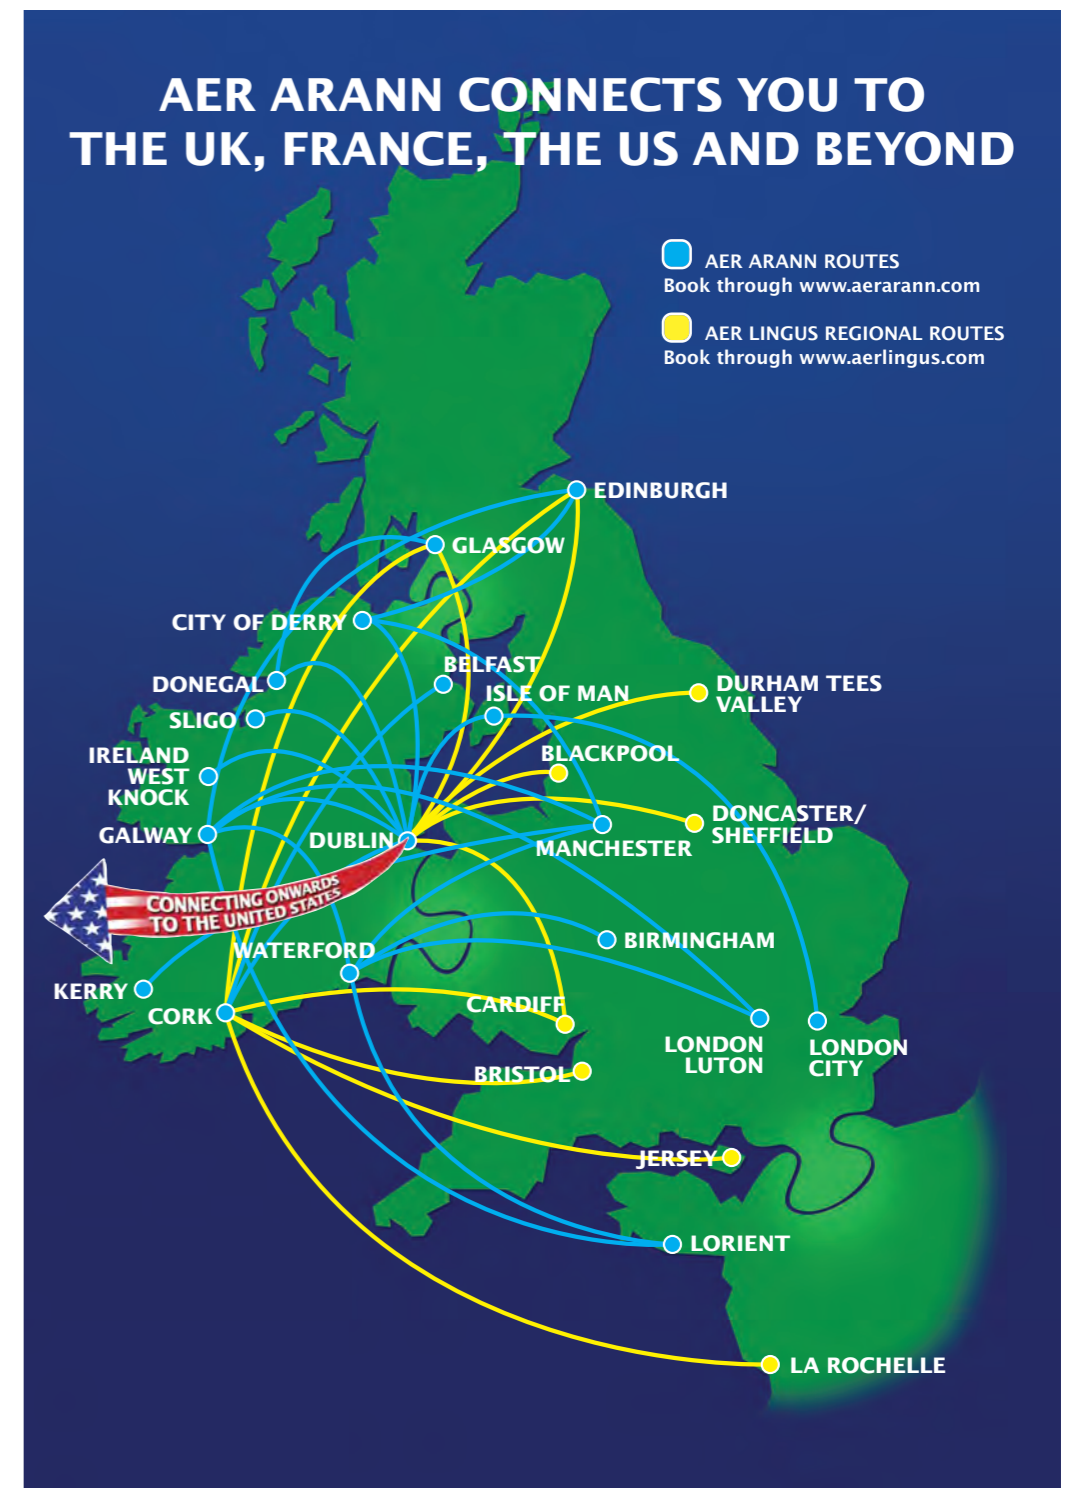 AER ARANN CONNECTS YOU TO
THE UK, FRANCE, THE US AND BEYOND
AER ARANN ROUTES
Book through www.aerarann.com
AER LINGUS REGIONAL ROUTES
Book through www.aerlingus.com
EDINBURGH
GLASGOW
CITY OF DERRY
BELFAST
DONEGAL
ISLE OF MAN
DURHAM TEES
VALLEY
SLIGO
IRELAND
WEST
KNOCK
BLACKPOOL
GALWAY
DUBLIN
MANCHESTER
DONCASTER/
SHEFFIELD
CONNECTING ONWARDS
TO THE UNITED STATES
WATERFORD
BIRMINGHAM
KERRY
CORK
CARDIFF
LONDON
LUTON
LONDON
CITY
BRISTOL
JERSEY
LORIENT
LA ROCHELLE